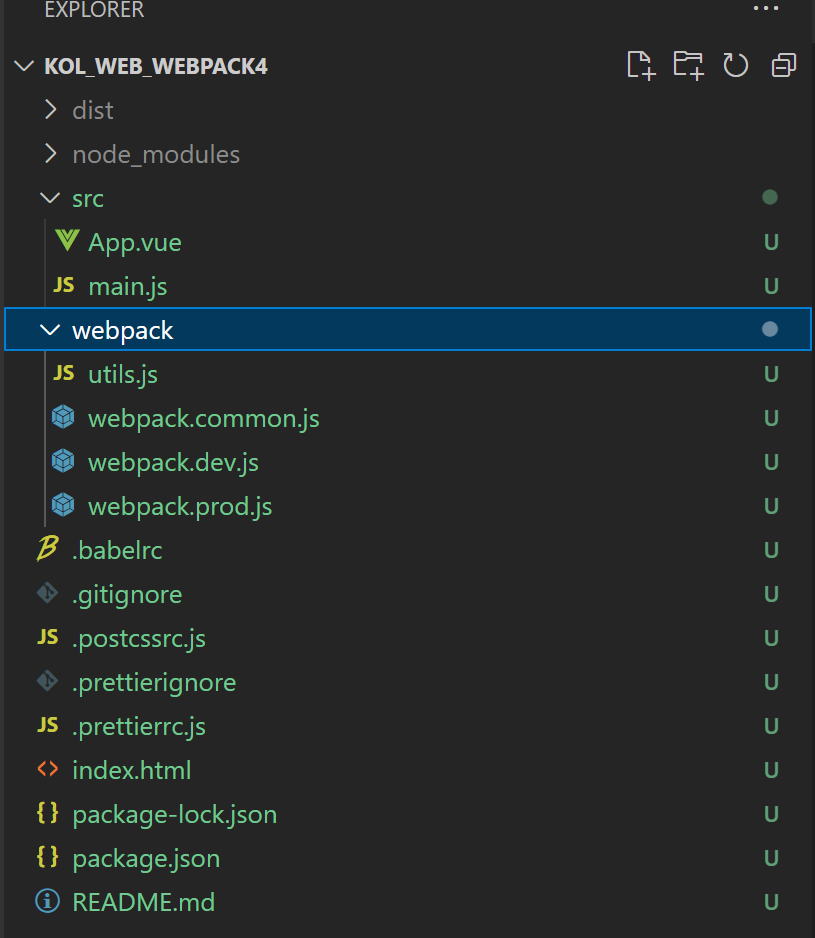 EXPLORER
KOL_WEB_WEBPACK4
dist
node_modules
src
App.vue U
JS main.js U
webpack
JS utils.js U
webpack.common.js U
webpack.dev.js U
webpack.prod.js U
.babelrc U
.gitignore U
JS .postcssrc.js U
.prettierignore U
JS .prettierrc.js U
<> index.html U
{} package-lock.json U
{} package.json U
README.md U